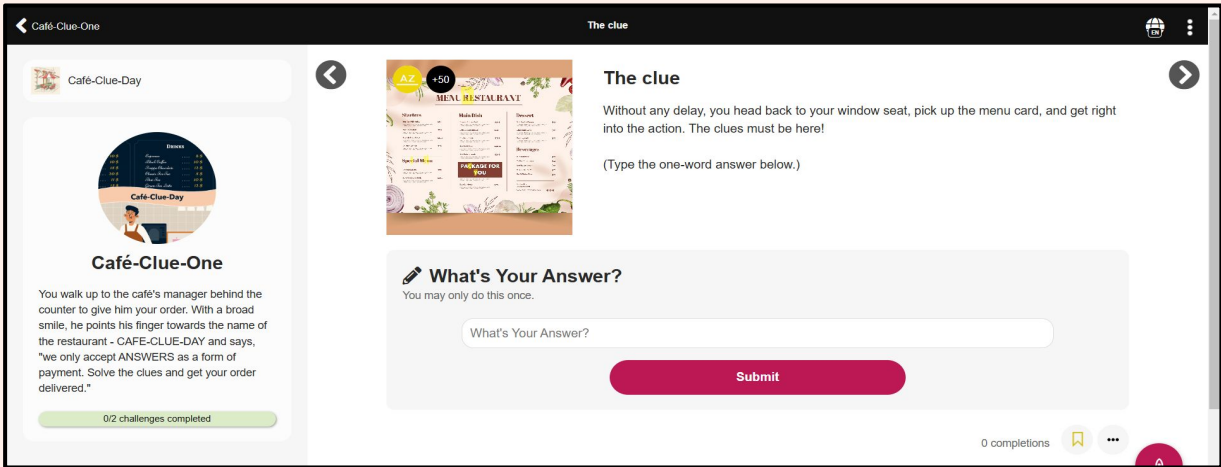 Café-Clue-One
The clue
EN
Café-Clue-Day
DRINKS
Café-Clue-Day
Café-Clue-One
You walk up to the café's manager behind the
counter to give him your order. With a broad
smile, he points his finger towards the name of
the restaurant - CAFE-CLUE-DAY and says,
"we only accept ANSWERS as a form of
payment. Solve the clues and get your order
delivered."
0/2 challenges completed
AZ
+50
MENU RESTAURANT
Starters
Main Dish
Dessert
Beverages
Special Menu
PACKAGE FOR
YOU
The clue
Without any delay, you head back to your window seat, pick up the menu card, and get right
into the action. The clues must be here!
(Type the one-word answer below.)
What's Your Answer?
You may only do this once.
What's Your Answer?
Submit
0 completions